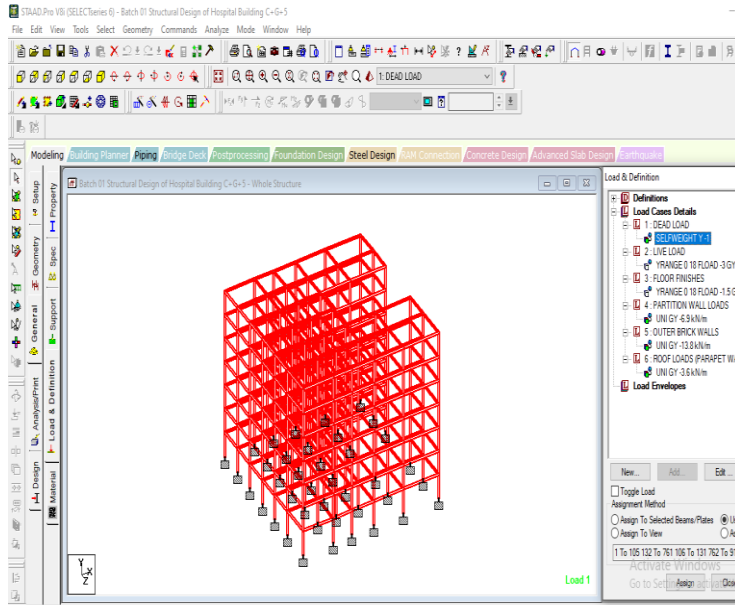 STAAD.Pro V8i (SELECTseries 6) - Batch 01 Structural Design of Hospital Building C+G+5
File Edit View Tools Select Geometry Commands Analyze Mode Window Help
1: DEAD LOAD
Modeling Building Planner Piping Bridge Deck Postprocessing Foundation Design Steel Design RAM Connection Concrete Design Advanced Slab Design Earthquake
Setup
Geometry
General
Analysis/Print
Design
Property
Spec
Support
Load & Definition
Material
Batch 01 Structural Design of Hospital Building C+G+5 - Whole Structure
Y
X
Z
Load 1
Load & Definition
Definitions
Load Cases Details
1 : DEAD LOAD
SELFWEIGHT Y -1
2 : LIVE LOAD
YRANGE 0 18 FLOAD -3 GY
3 : FLOOR FINISHES
YRANGE 0 18 FLOAD -1.5 G
4 : PARTITION WALL LOADS
UNI GY -6.9 kN/m
5 : OUTER BRICK WALLS
UNI GY -13.8 kN/m
6 : ROOF LOADS (PARAPET WA
UNI GY -3.6 kN/m
Load Envelopes
New... Add... Edit ...
Toggle Load
Assignment Method
Assign To Selected Beams/Plates
Assign To View
1 To 105 132 To 761 106 To 131 762 To 91
Activate Windows
Go to Settings to activate Windows
Assign Close